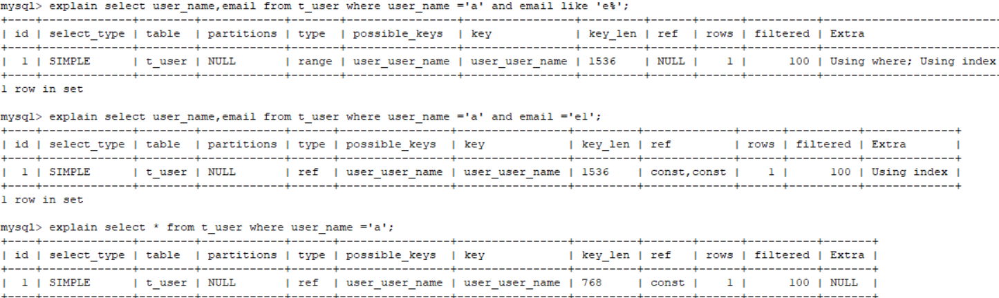 mysql> explain select user_name,email from t_user where user_name ='a' and email like 'e%';
+----+-------------+--------+------------+-------+----------------+----------------+---------+------+------+----------+--------------------------
| id | select_type | table  | partitions | type  | possible_keys  | key            | key_len | ref  | rows | filtered | Extra
+----+-------------+--------+------------+-------+----------------+----------------+---------+------+------+----------+--------------------------
|  1 | SIMPLE      | t_user | NULL       | range | user_user_name | user_user_name | 1536    | NULL |    1 |      100 | Using where; Using index
+----+-------------+--------+------------+-------+----------------+----------------+---------+------+------+----------+--------------------------
1 row in set
mysql> explain select user_name,email from t_user where user_name ='a' and email ='e1';
+----+-------------+--------+------------+------+----------------+----------------+---------+-------------+------+----------+-------------+
| id | select_type | table  | partitions | type | possible_keys  | key            | key_len | ref         | rows | filtered | Extra       |
+----+-------------+--------+------------+------+----------------+----------------+---------+-------------+------+----------+-------------+
|  1 | SIMPLE      | t_user | NULL       | ref  | user_user_name | user_user_name | 1536    | const,const |    1 |      100 | Using index |
+----+-------------+--------+------------+------+----------------+----------------+---------+-------------+------+----------+-------------+
1 row in set
mysql> explain select * from t_user where user_name ='a';
+----+-------------+--------+------------+------+----------------+----------------+---------+-------+------+----------+-------+
| id | select_type | table  | partitions | type | possible_keys  | key            | key_len | ref   | rows | filtered | Extra |
+----+-------------+--------+------------+------+----------------+----------------+---------+-------+------+----------+-------+
|  1 | SIMPLE      | t_user | NULL       | ref  | user_user_name | user_user_name | 768     | const |    1 |      100 | NULL  |
+----+-------------+--------+------------+------+----------------+----------------+---------+-------+------+----------+-------+